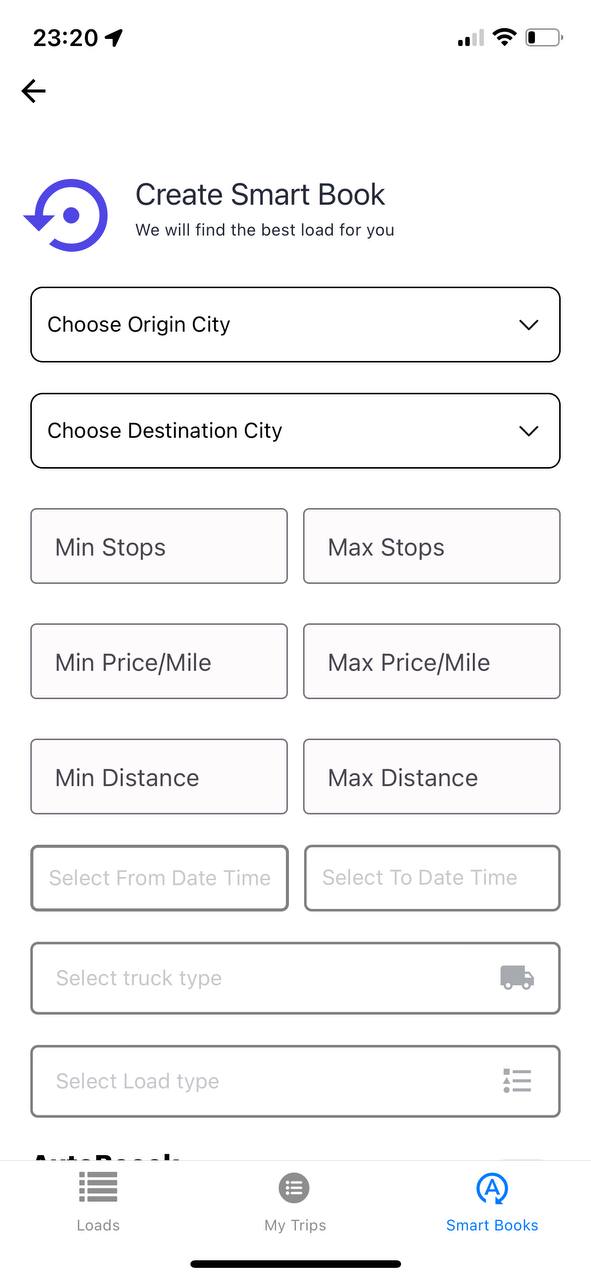 23:20
Create Smart Book
We will find the best load for you
Choose Origin City
Choose Destination City
Min Stops
Max Stops
Min Price/Mile
Max Price/Mile
Min Distance
Max Distance
Select From Date Time
Select To Date Time
Select truck type
Select Load type
Loads
My Trips
A
Smart Books